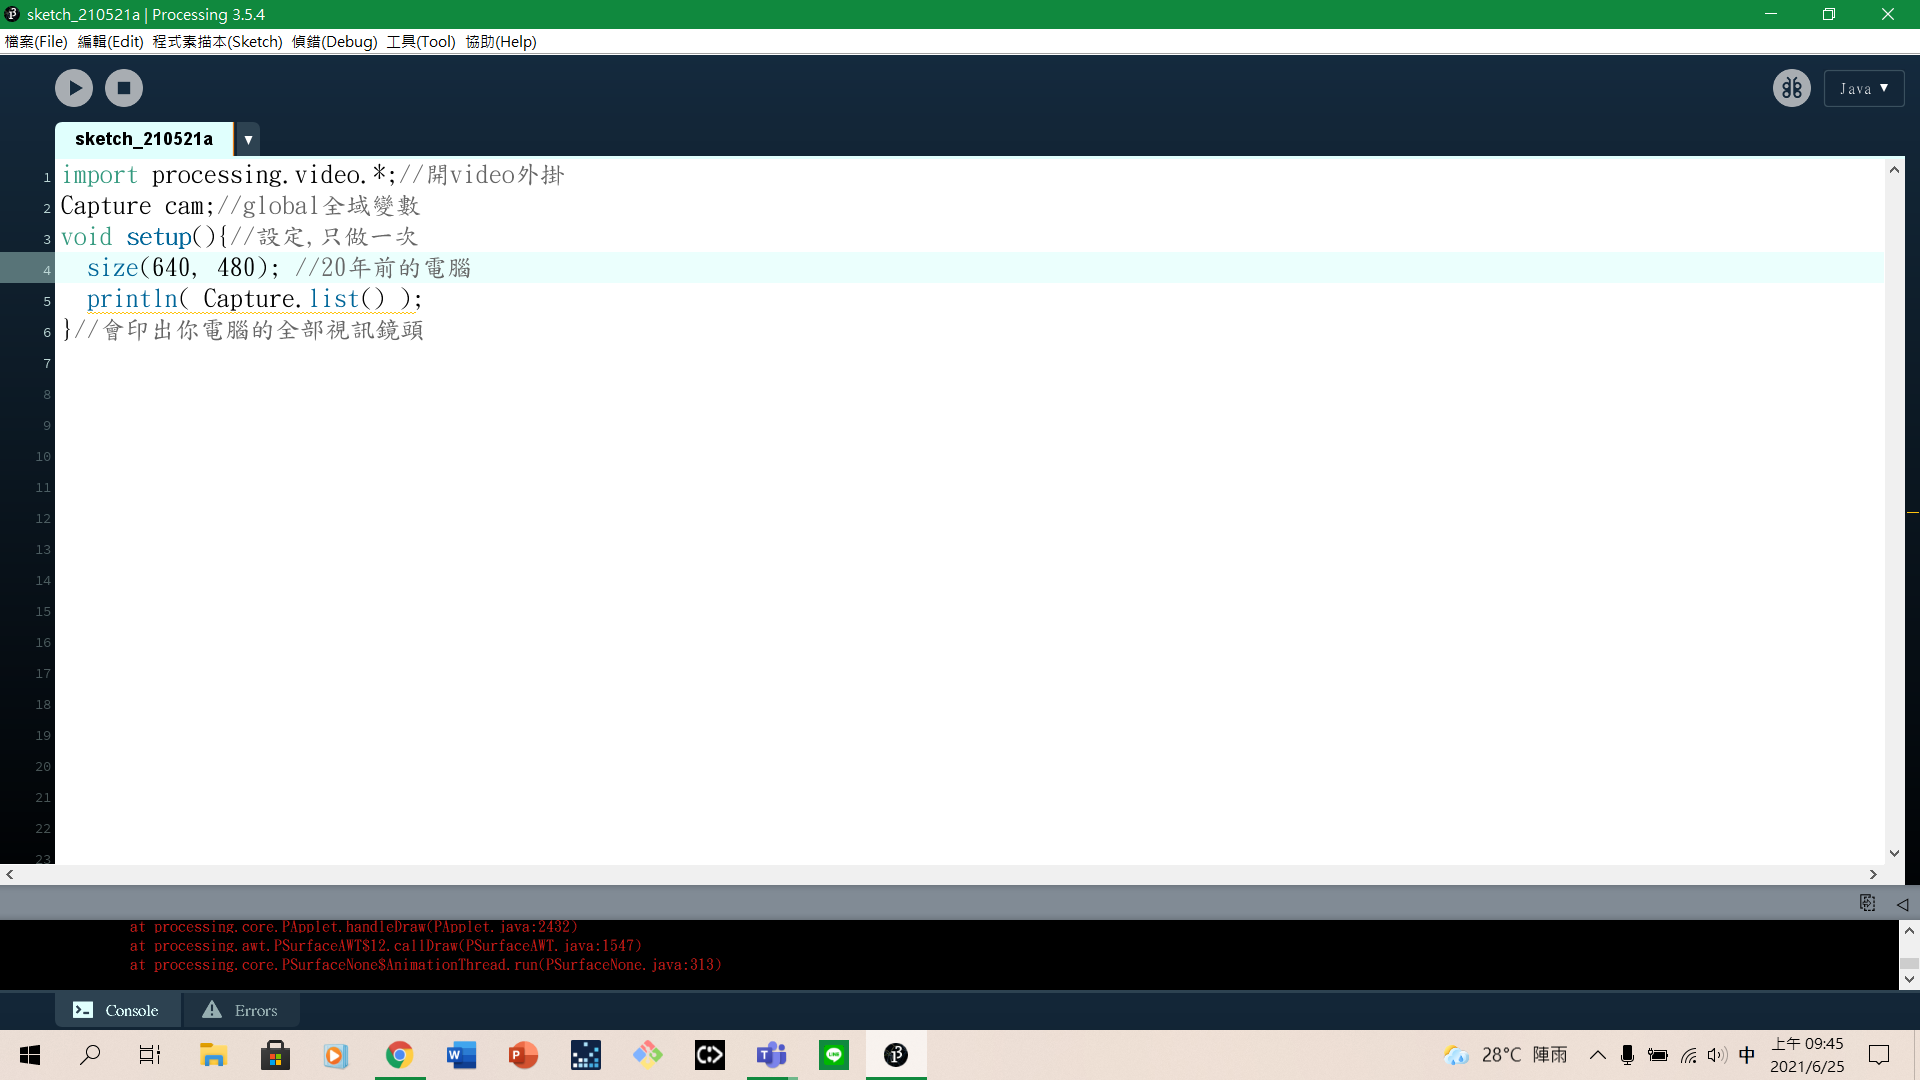 sketch_210521a | Processing 3.5.4
檔案(File) 編輯(Edit) 程式素描本(Sketch) 偵錯(Debug) 工具(Tool) 協助(Help)
Java ▼
sketch_210521a ▼
1 import processing.video.*;//開video外掛
2 Capture cam;//global全域變數
3 void setup(){//設定,只做一次
4 size(640, 480); //20年前的電腦
5 println( Capture.list() );
6 }//會印出你電腦的全部視訊鏡頭
7
8
9
10
11
12
13
14
15
16
17
18
19
20
21
22
23
at processing.core.PApplet.handleDraw(PApplet.java:2432)
at processing.awt.PSurfaceAWT$12.callDraw(PSurfaceAWT.java:1547)
at processing.core.PSurfaceNone$AnimationThread.run(PSurfaceNone.java:313)
Console Errors
28°C 陣雨 中 上午 09:45
2021/6/25